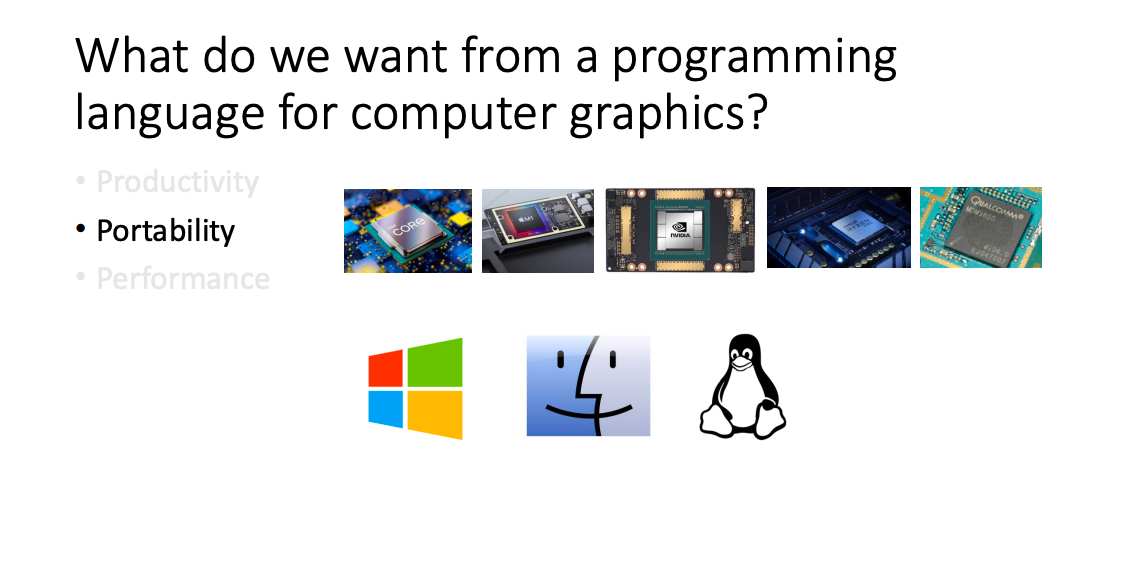 What do we want from a programming
language for computer graphics?
• Productivity
• Portability
• Performance
CORE
M1
NVIDIA
QUALCOMM